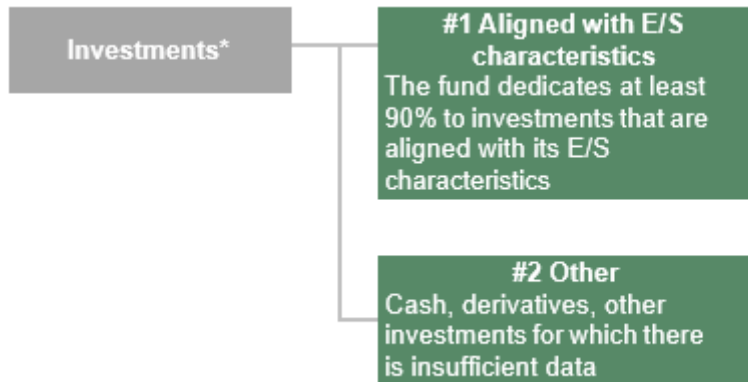 Investments*
#1 Aligned with E/S
characteristics
The fund dedicates at least
90% to investments that are
aligned with its E/S
characteristics
#2 Other
Cash, derivatives, other
investments for which there
is insufficient data